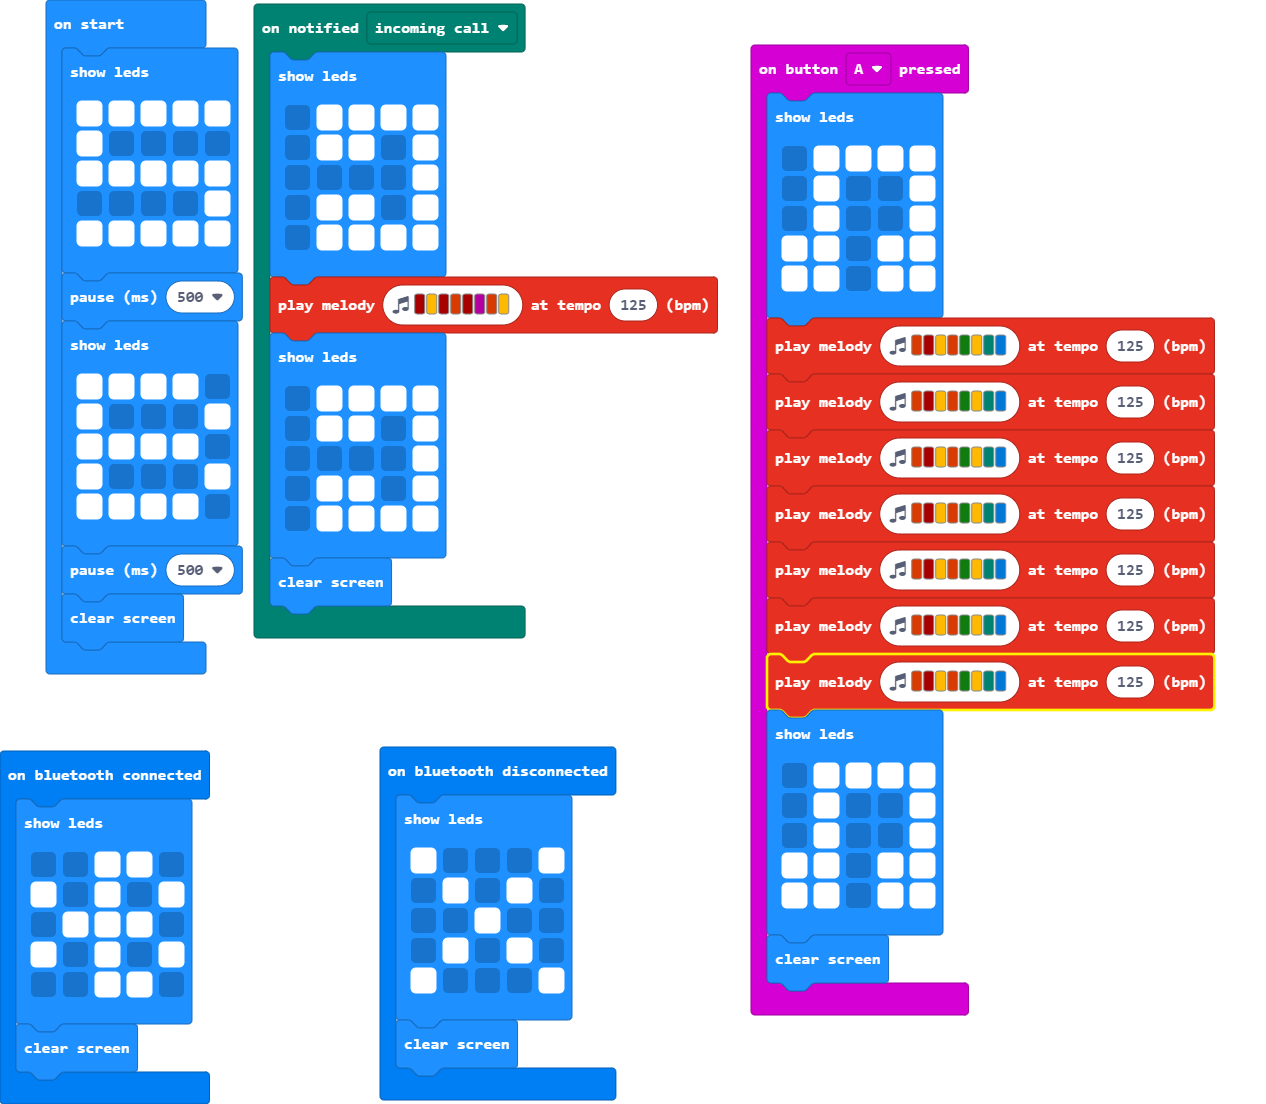 on start
show leds
pause (ms) 500
show leds
pause (ms) 500
clear screen
on notified incoming call
show leds
play melody at tempo 125 (bpm)
show leds
clear screen
on button A pressed
show leds
play melody at tempo 125 (bpm)
play melody at tempo 125 (bpm)
play melody at tempo 125 (bpm)
play melody at tempo 125 (bpm)
play melody at tempo 125 (bpm)
play melody at tempo 125 (bpm)
play melody at tempo 125 (bpm)
show leds
clear screen
on bluetooth connected
show leds
clear screen
on bluetooth disconnected
show leds
clear screen